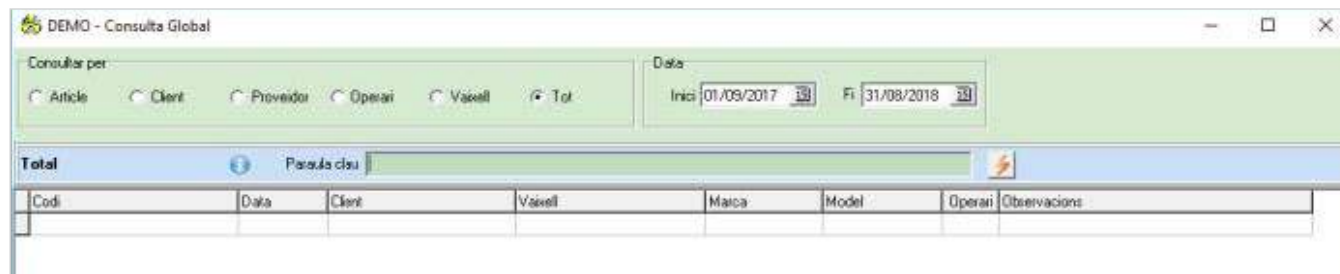 DEMO - Consulta Global
Consultar per
Data
Article Client Proveidor Operari Vaixell Tot
Inici 01/09/2017 Fi 31/08/2018
Total Paraula clau
Codi Data Client Vaixell Marca Model Operari Observacions